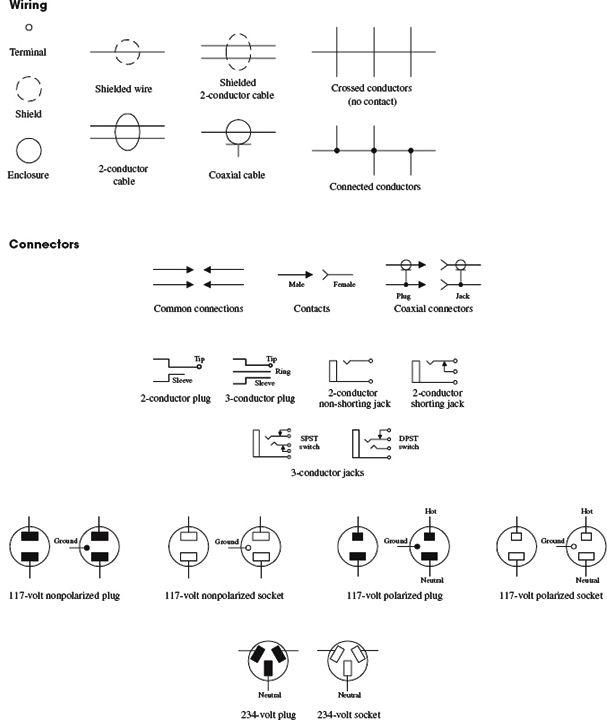 Wiring
Terminal
Shield
Enclosure
Shielded wire
Shielded
2-conductor cable
Crossed conductors
(no contact)
2-conductor
cable
Coaxial cable
Connected conductors
Connectors
Common connections
Male
Female
Contacts
Plug
Jack
Coaxial connectors
Tip
Sleeve
2-conductor plug
Tip
Ring
Sleeve
3-conductor plug
2-conductor
non-shorting jack
2-conductor
shorting jack
SPST
switch
DPST
switch
3-conductor jacks
Ground
117-volt nonpolarized plug
Ground
117-volt nonpolarized socket
Hot
Ground
Neutral
117-volt polarized plug
Hot
Ground
Neutral
117-volt polarized socket
Neutral
234-volt plug
Neutral
234-volt socket